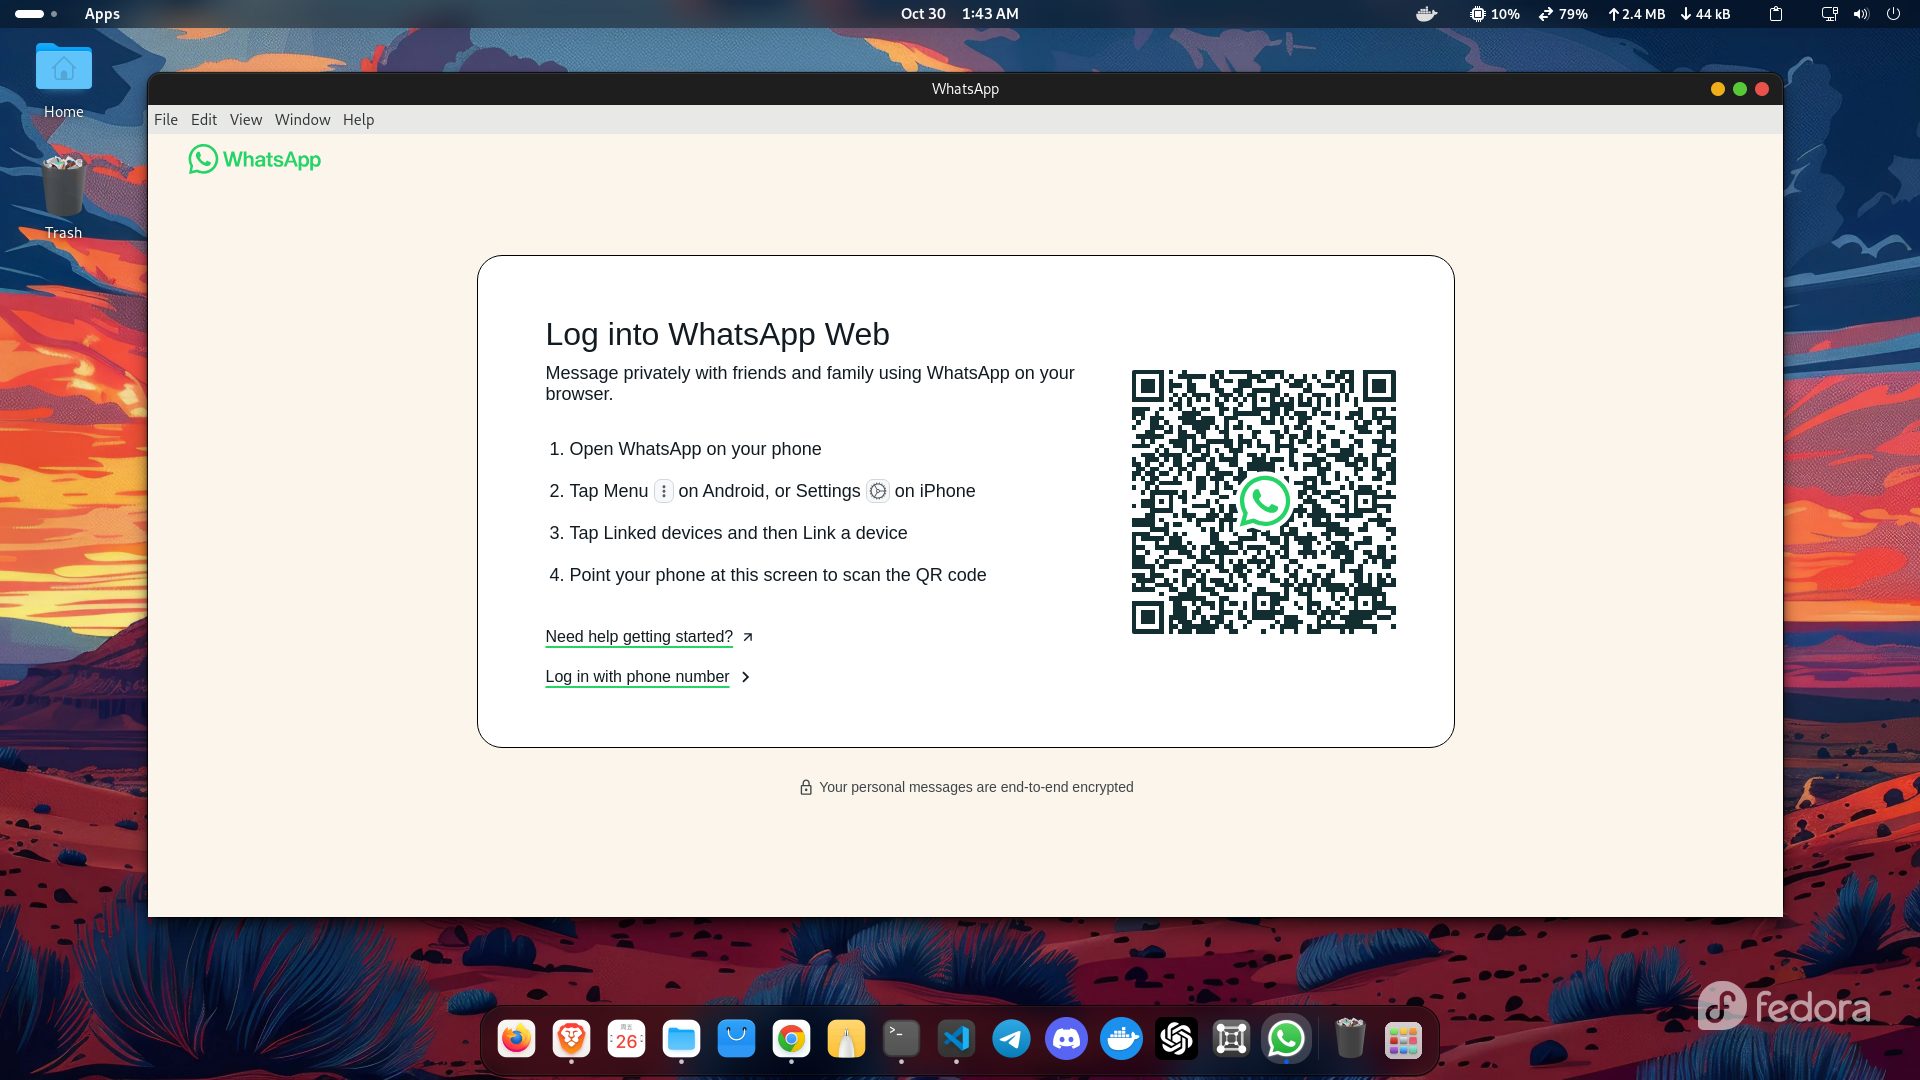 Apps
Oct 30 1:43 AM
10%
79%
2.4 MB
44 kB
Home
Trash
WhatsApp
File Edit View Window Help
WhatsApp
Log into WhatsApp Web
Message privately with friends and family using WhatsApp on your
browser.
1. Open WhatsApp on your phone
2. Tap Menu on Android, or Settings on iPhone
3. Tap Linked devices and then Link a device
4. Point your phone at this screen to scan the QR code
Need help getting started?
Log in with phone number
Your personal messages are end-to-end encrypted
fedora
周五
26
>_